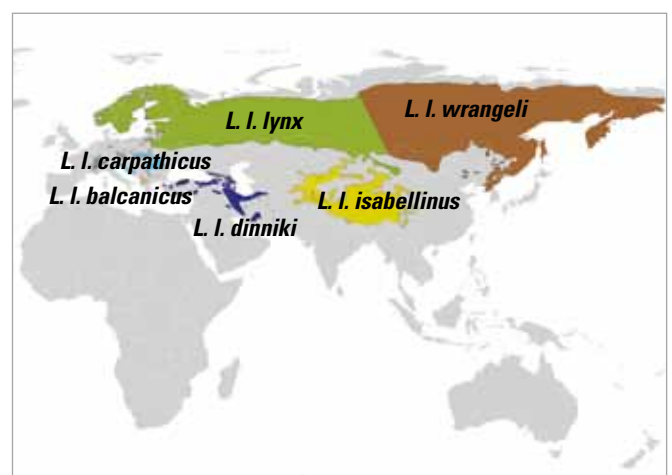 L. l. wrangeli
L. l. lynx
L. l. carpathicus
L. l. balcanicus
L. l. isabellinus
L. l. dinniki